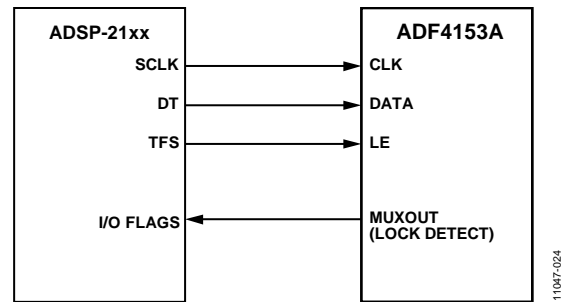 ADSP-21xx
SCLK
DT
TFS
I/O FLAGS
ADF4153A
CLK
DATA
LE
MUXOUT
(LOCK DETECT)
11047-024